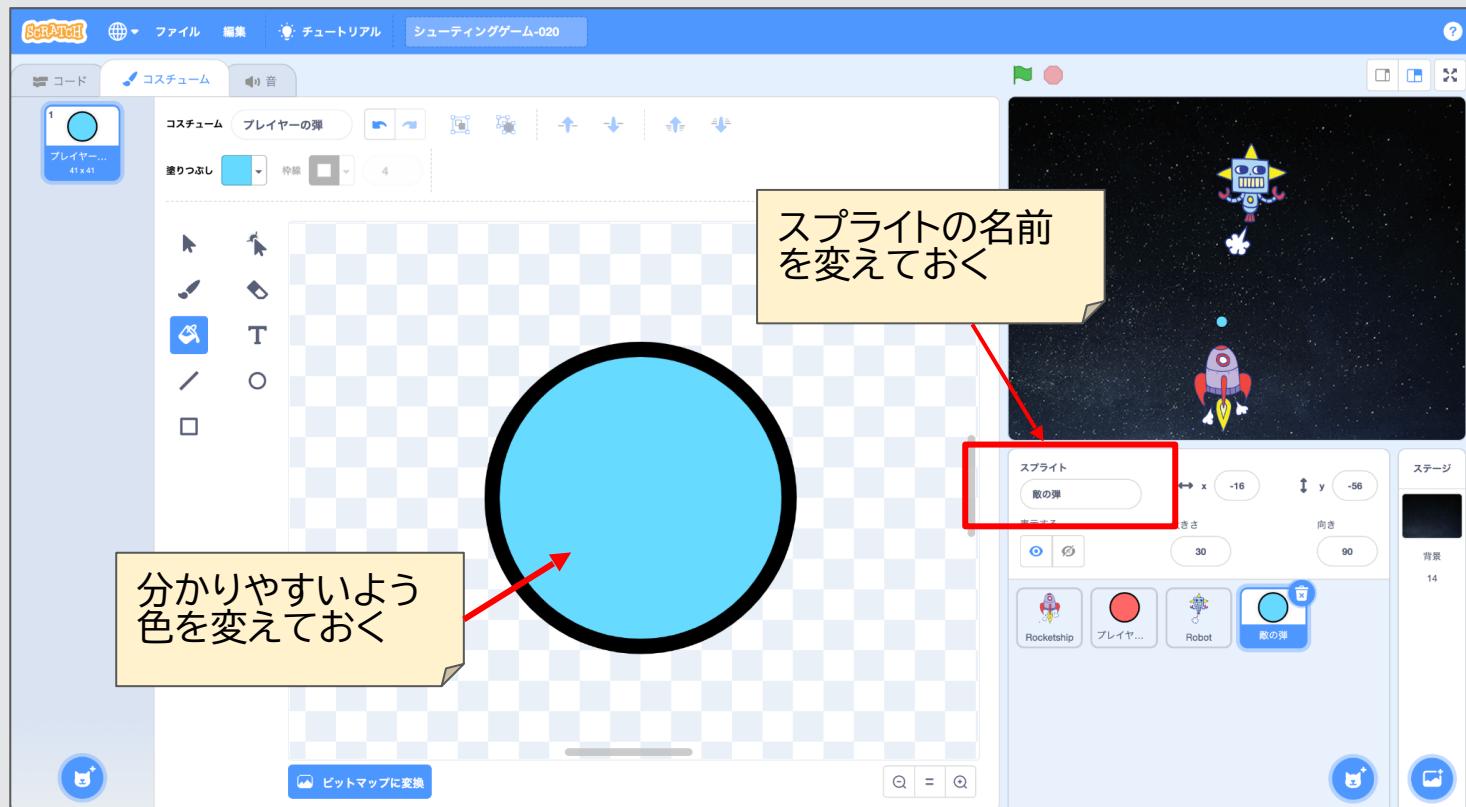 SCRATCH ファイル 編集 チュートリアル シューティングゲーム-020 ?
コード コスチューム 音
1
プレイヤー...
41 x 41
コスチューム プレイヤーの弾
塗りつぶし 枠線 4
T
スプライトの名前
を変えておく
分かりやすいよう
色を変えておく
ビットマップに変換
スプライト
敵の弾 x -16 y -56
表示する 大きさ 向き
30 90
Rocketship プレイヤ... Robot 敵の弾
ステージ
背景
14